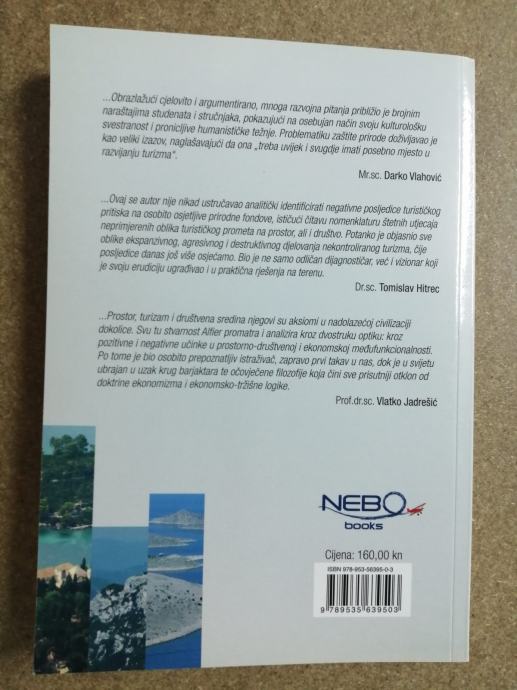 ...Obrazlažući cjelovito i argumentirano, mnoga razvojna pitanja približio je brojnim
naraštajima studenata i stručnjaka, pokazujući na osebujan način svoju kulturološku
svestranost i pronicljive humanističke težnje. Problematiku zaštite prirode doživljavao je
kao veliki izazov, naglašavajući da ona „treba uvijek i svugdje imati posebno mjesto u
razvijanju turizma“.
Mr.sc. Darko Vlahović
...Ovaj se autor nije nikad ustručavao analitički identificirati negativne posljedice turističkog
pritiska na osobito osjetljive prirodne fondove, ističući čitavu nomenklaturu štetnih utjecaja
neprimjerenih oblika turističkog prometa na prostor, ali i društvo. Potanko je objasnio sve
oblike ekspanzivnog, agresivnog i destruktivnog djelovanja nekontroliranog turizma, čije
posljedice danas još više osjećamo. Bio je ne samo odličan dijagnostičar, već i vizionar koji
je svoju erudiciju ugrađivao i u praktična rješenja na terenu.
Dr.sc. Tomislav Hitrec
...Prostor, turizam i društvena sredina njegovi su aksiomi u nadolazećoj civilizaciji
dokolice. Svu tu stvarnost Alfier promatra i analizira kroz dvostruku optiku: kroz
pozitivne i negativne učinke u prostorno-društvenoj i ekonomskoj međufunkcionalnosti.
Po tome je bio osobito prepoznatljiv istraživač, zapravo prvi takav u nas, dok je u svijetu
ubrajan u uzak krug barjaktara te očovječene filozofije koja čini sve prisutniji otklon od
doktrine ekonomizma i ekonomsko-tržišne logike.
Prof.dr.sc. Vlatko Jadrešić
NEBO
books
Cijena: 160,00 kn
ISBN 978-953-56395-0-3
9 789535 639503